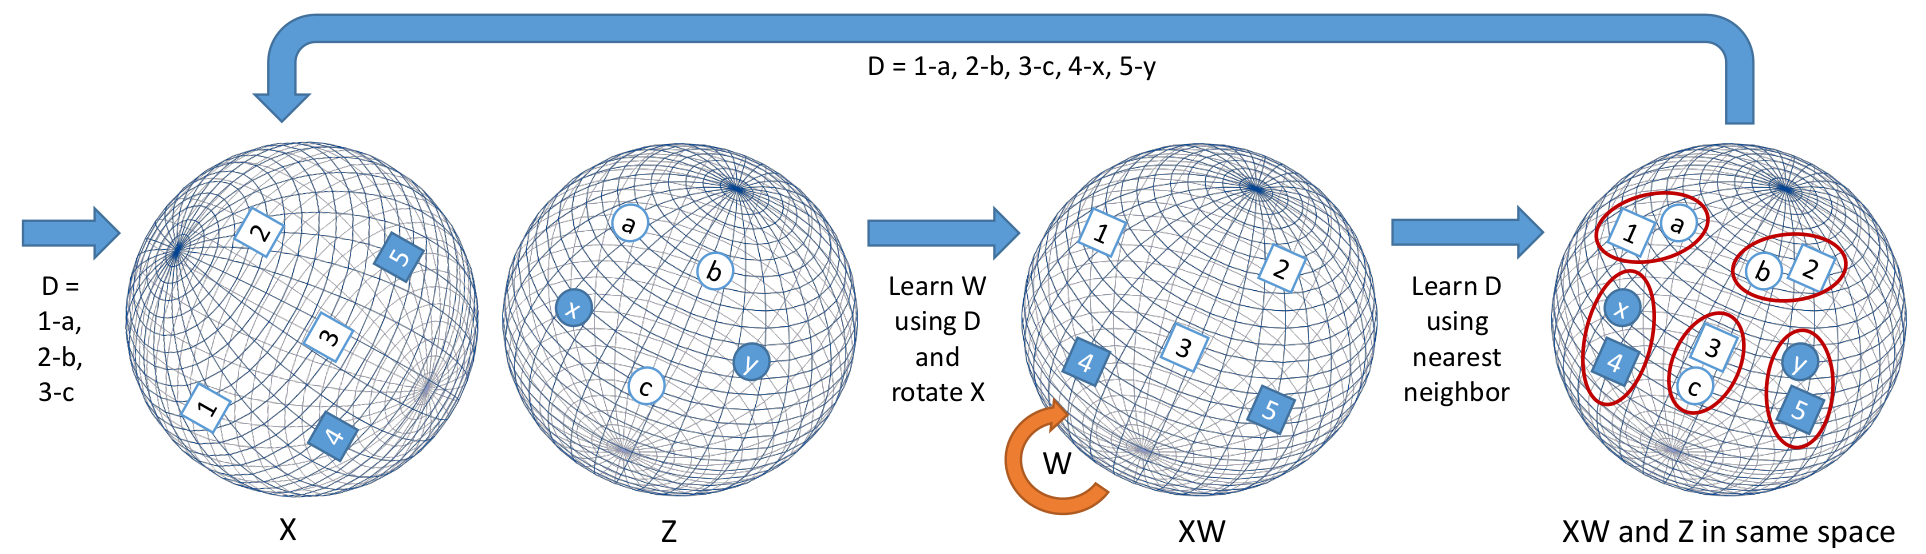 D = 1-a, 2-b, 3-c, 4-x, 5-y
D =
1-a,
2-b,
3-c
2
5
3
1
4
X
a
b
x
y
c
Z
Learn W
using D
and
rotate X
1
2
3
4
5
W
XW
Learn D
using
nearest
neighbor
1 a
b 2
x
4
3
c
y
5
XW and Z in same space